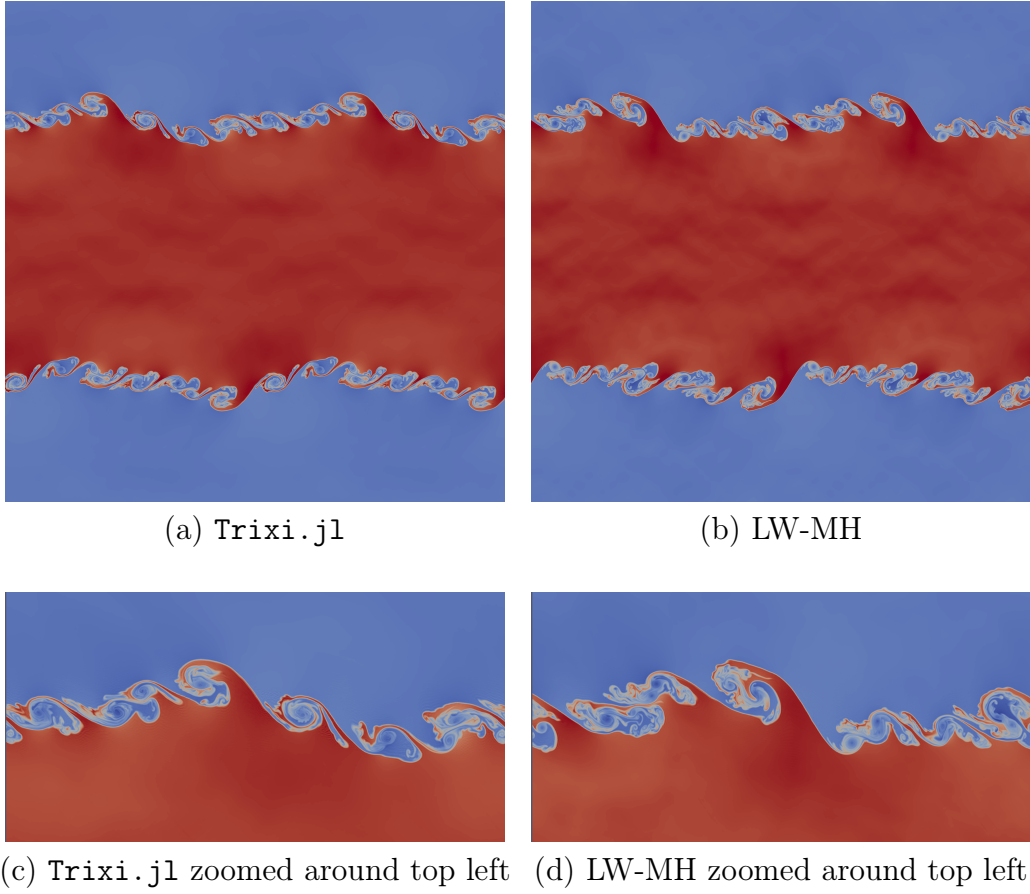 (a) Trixi.jl
(b) LW-MH
(c) Trixi.jl zoomed around top left
(d) LW-MH zoomed around top left